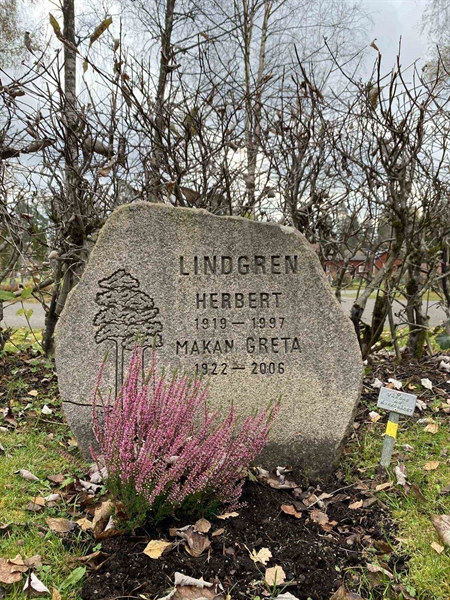 LINDGREN
HERBERT
1919 — 1997
MAKAN GRETA
1922 — 2006